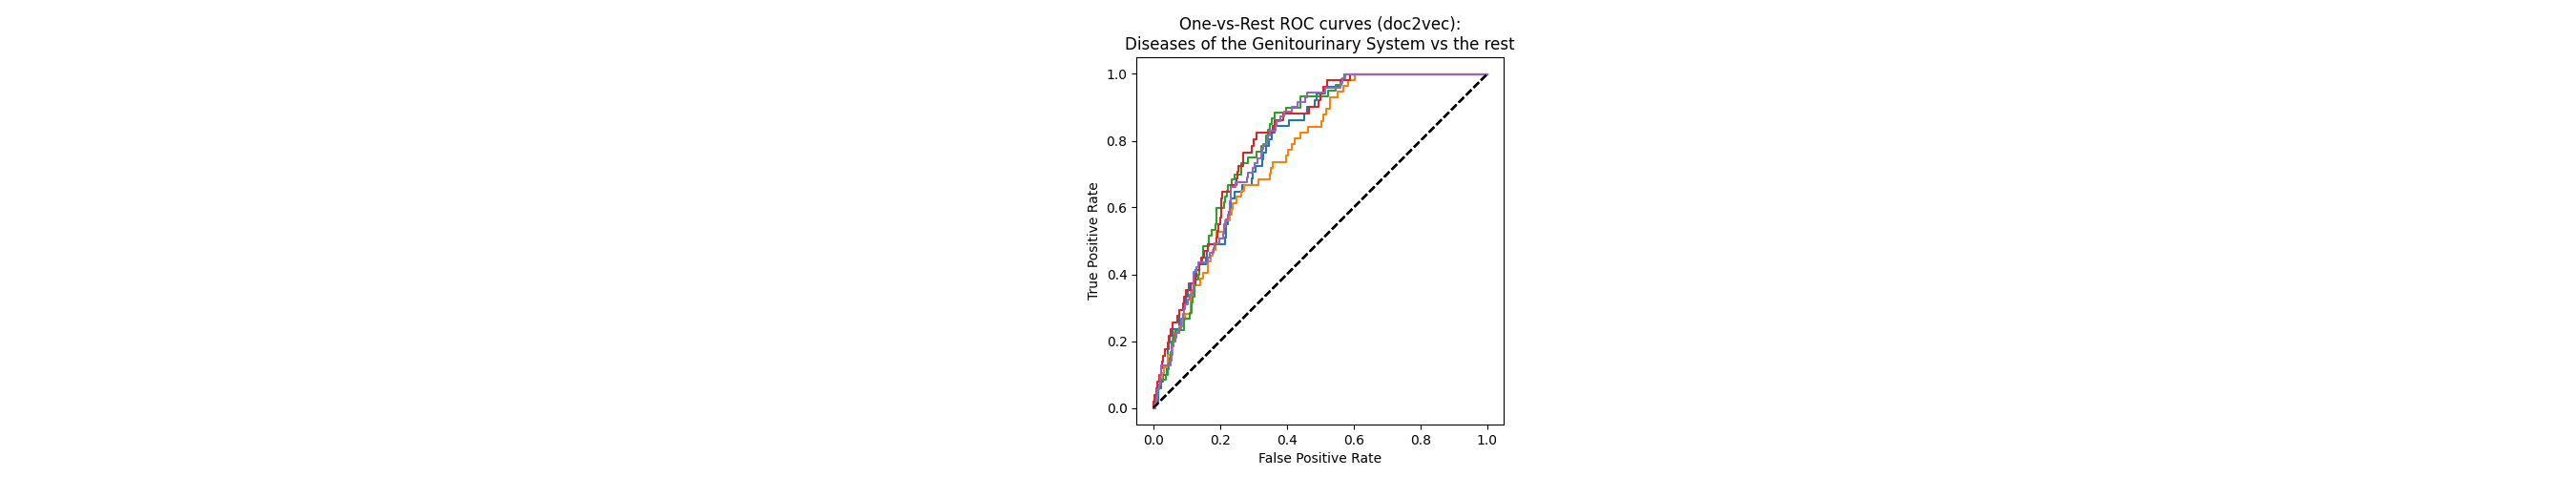 One-vs-Rest ROC curves (doc2vec):
Diseases of the Genitourinary System vs the rest
True Positive Rate
1.0
0.8
0.6
0.4
0.2
0.0
0.0 0.2 0.4 0.6 0.8 1.0
False Positive Rate